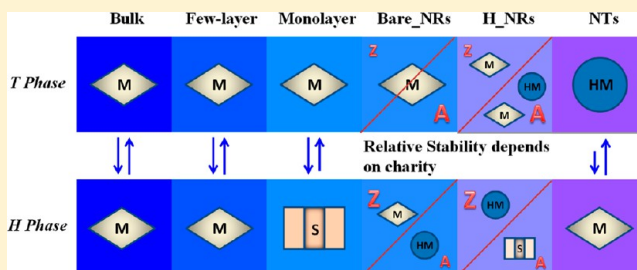 Bulk Few-layer Monolayer Bare_NRs H_NRs NTs
T Phase M M M Z M A Z M HM M A HM
Relative Stability depends
on charity
H Phase M M S Z M HM A Z HM S A M